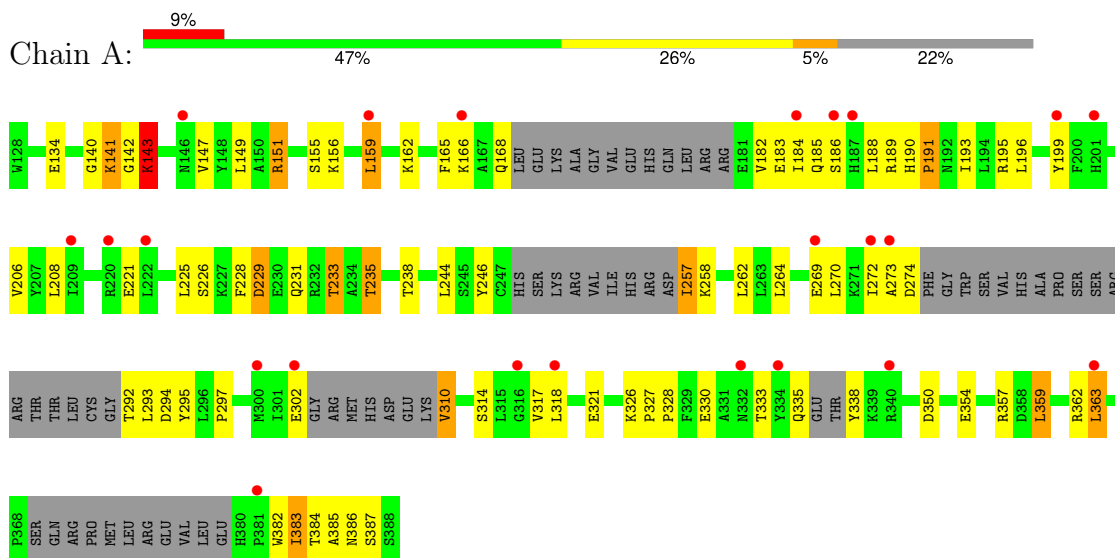 9%
Chain A:
47% 26% 5% 22%
W128 E134 G140 K141 G142 K143 N146 V147 Y148 L149 A150 R151 S155 K156 L159 K162 F165 K166 A167 Q168 LEU GLU LYS ALA GLY VAL GLU HIS GLN LEU ARG ARG E181 V182 E183 I184 Q185 S186 H187 L188 R189 H190 P191 N192 I193 L194 R195 L196 Y199 F200 H201
V206 Y207 L208 I209 R220 E221 L222 L225 S226 K227 F228 D229 E230 Q231 R232 T233 A234 T235 T238 L244 S245 Y246 C247 HIS SER LYS ARG VAL ILE HIS ARG ASP I257 K258 L262 L263 L264 E269 L270 K271 I272 A273 D274 PHE GLY TRP SER VAL HIS ALA PRO SER SER ARG
ARG THR THR LEU CYS GLY T292 L293 D294 Y295 L296 P297 M300 I301 E302 GLY ARG MET HIS ASP GLU LYS V310 S314 L315 G316 V317 L318 E321 K326 P327 P328 F329 E330 A331 N332 T333 Y334 Q335 GLU THR Y338 K339 R340 D350 E354 R357 D358 L359 R362 L363
P368 SER GLN ARG PRO MET LEU ARG GLU VAL LEU GLU H380 P381 W382 I383 T384 A385 N386 S387 S388